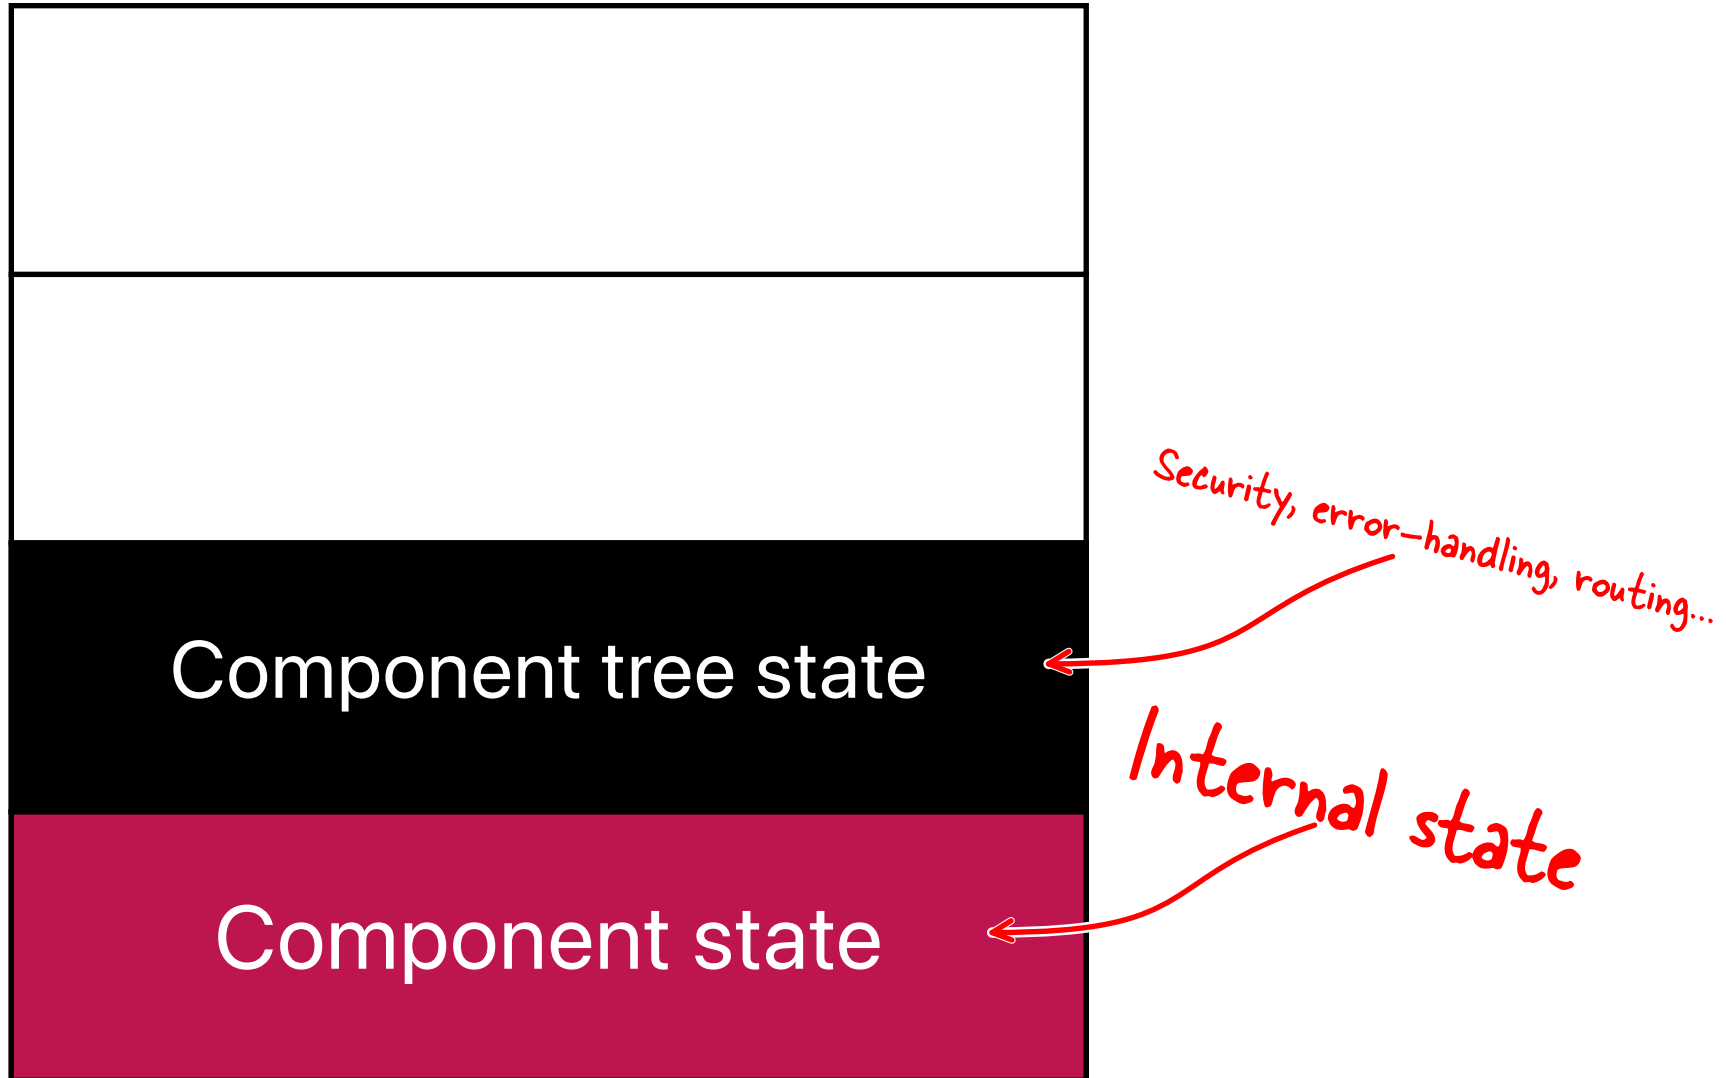 Security, error-handling, routing...
Component tree state
Internal state
Component state